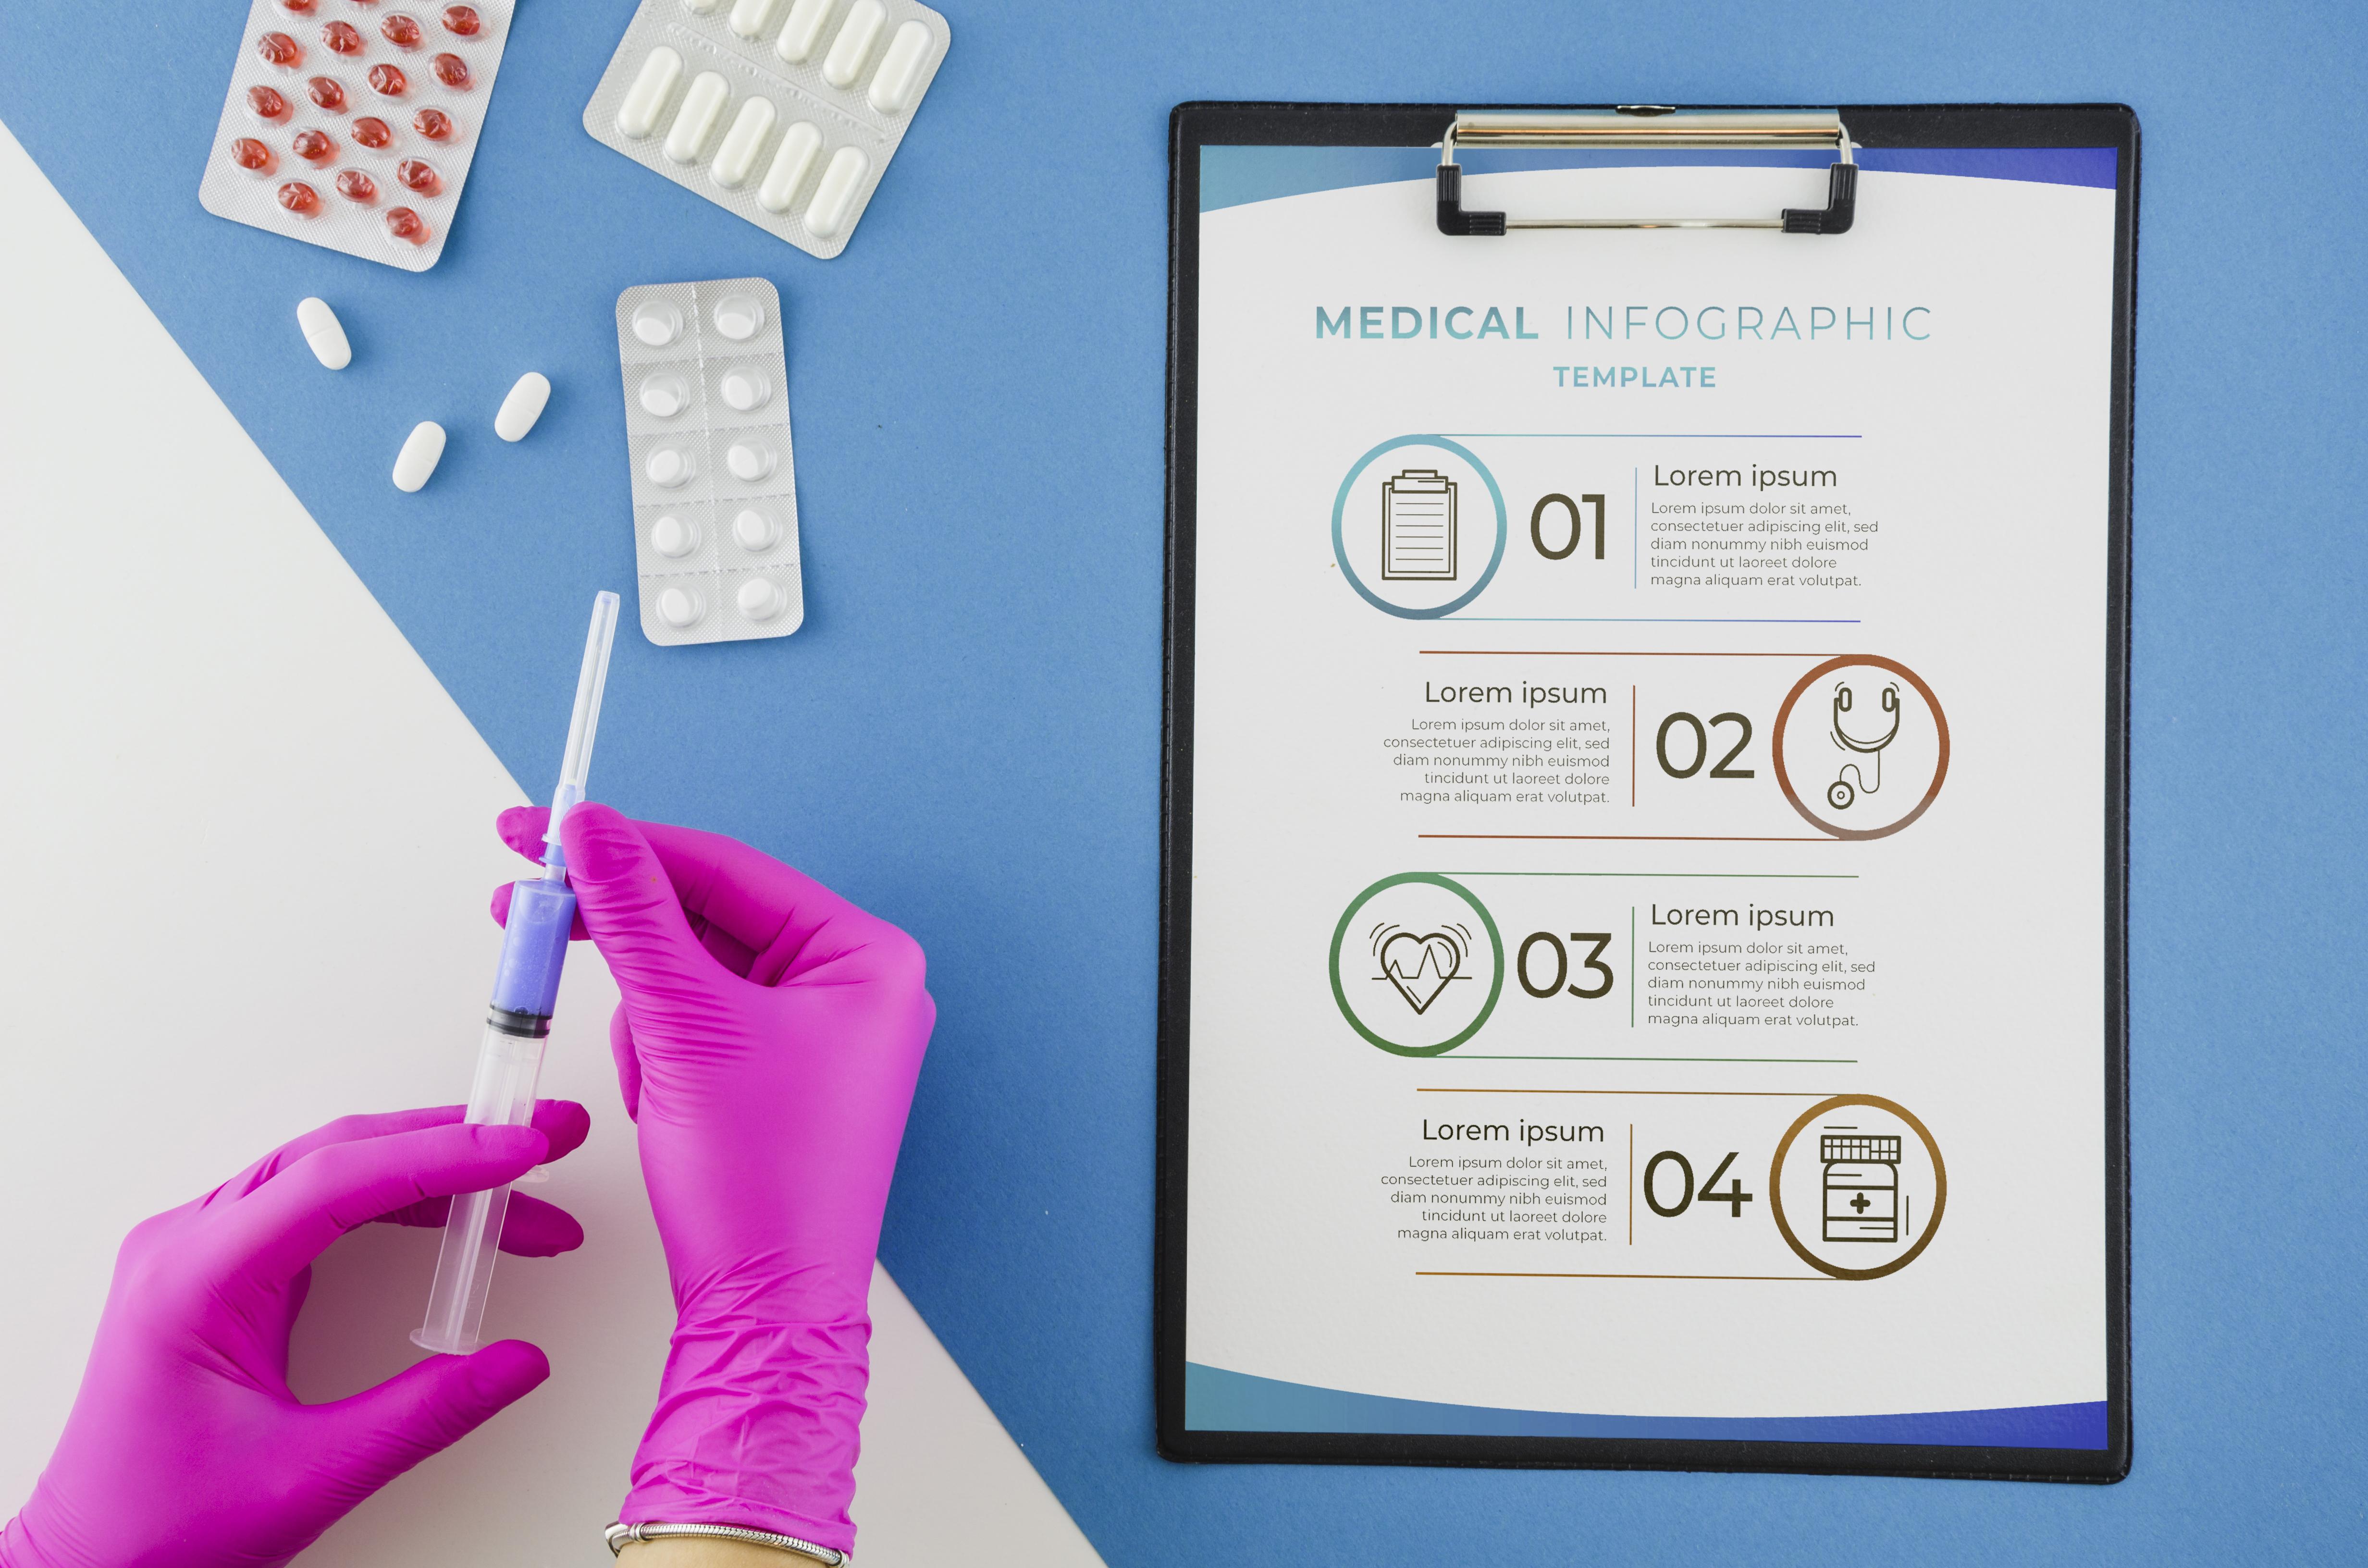 MEDICAL INFOGRAPHIC
TEMPLATE
01
Lorem ipsum
Lorem ipsum dolor sit amet,
consectetuer adipiscing elit, sed
diam nonummy nibh euismod
tincidunt ut laoreet dolore
magna aliquam erat volutpat.
Lorem ipsum
Lorem ipsum dolor sit amet,
consectetuer adipiscing elit, sed
diam nonummy nibh euismod
tincidunt ut laoreet dolore
magna aliquam erat volutpat.
02
03
Lorem ipsum
Lorem ipsum dolor sit amet,
consectetuer adipiscing elit, sed
diam nonummy nibh euismod
tincidunt ut laoreet dolore
magna aliquam erat volutpat.
Lorem ipsum
Lorem ipsum dolor sit amet,
consectetuer adipiscing elit, sed
diam nonummy nibh euismod
tincidunt ut laoreet dolore
magna aliquam erat volutpat.
04